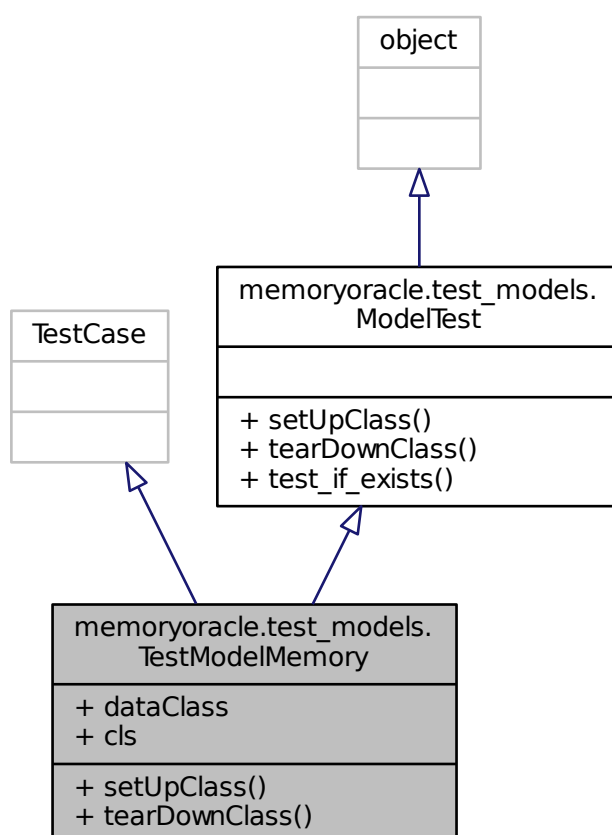 object
memoryoracle.test_models.
ModelTest
+ setUpClass()
+ tearDownClass()
+ test_if_exists()
TestCase
memoryoracle.test_models.
TestModelMemory
+ dataClass
+ cls
+ setUpClass()
+ tearDownClass()